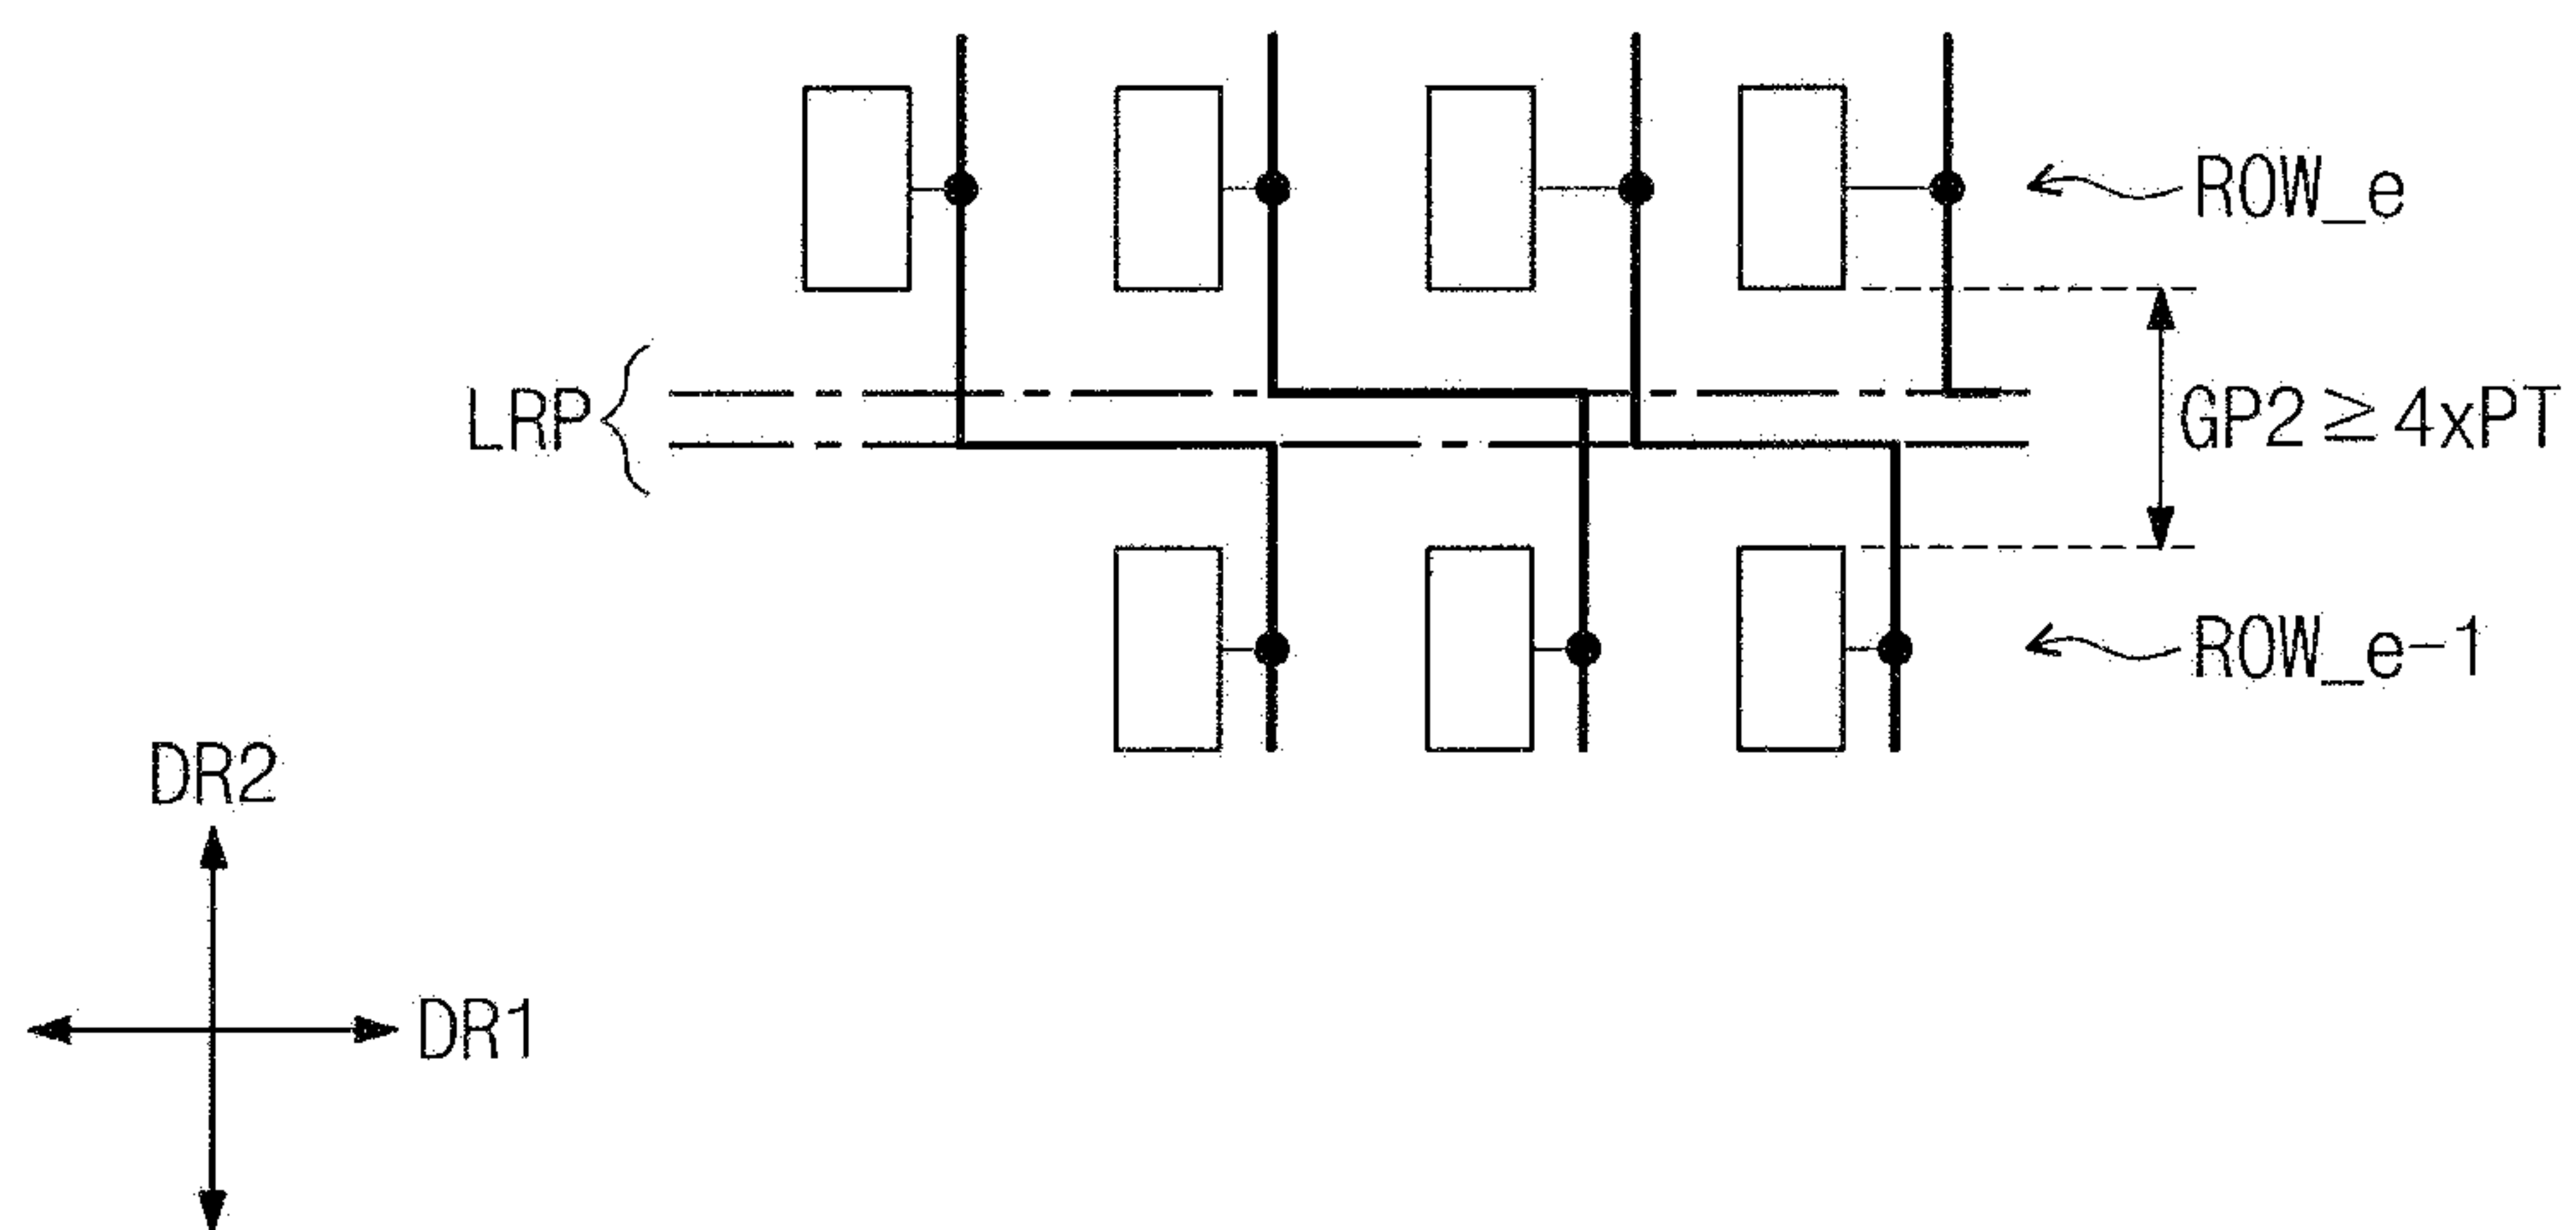 ROW_e
LRP
GP2 ≥ 4xPT
ROW_e-1
DR2
DR1